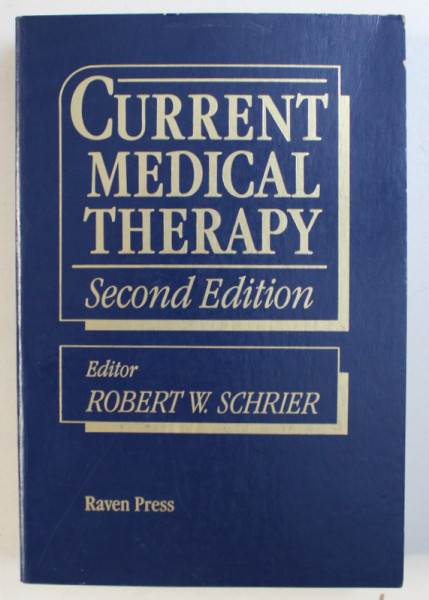 CURRENT
MEDICAL
THERAPY
Second Edition
Editor
ROBERT W. SCHRIER
Raven Press